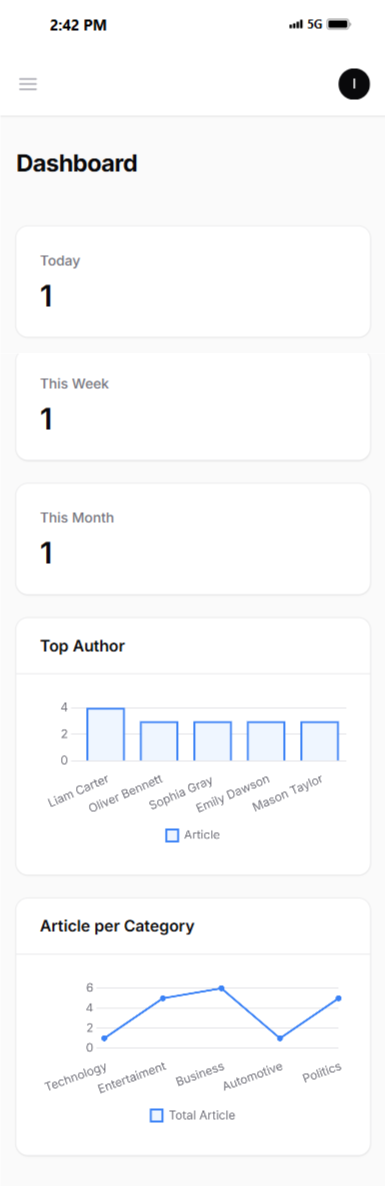 2:42 PM
5G
I
Dashboard
Today
1
This Week
1
This Month
1
Top Author
4
2
0
Liam Carter
Oliver Bennett
Sophia Gray
Emily Dawson
Mason Taylor
Article
Article per Category
6
4
2
0
Technology
Entertaiment
Business
Automotive
Politics
Total Article